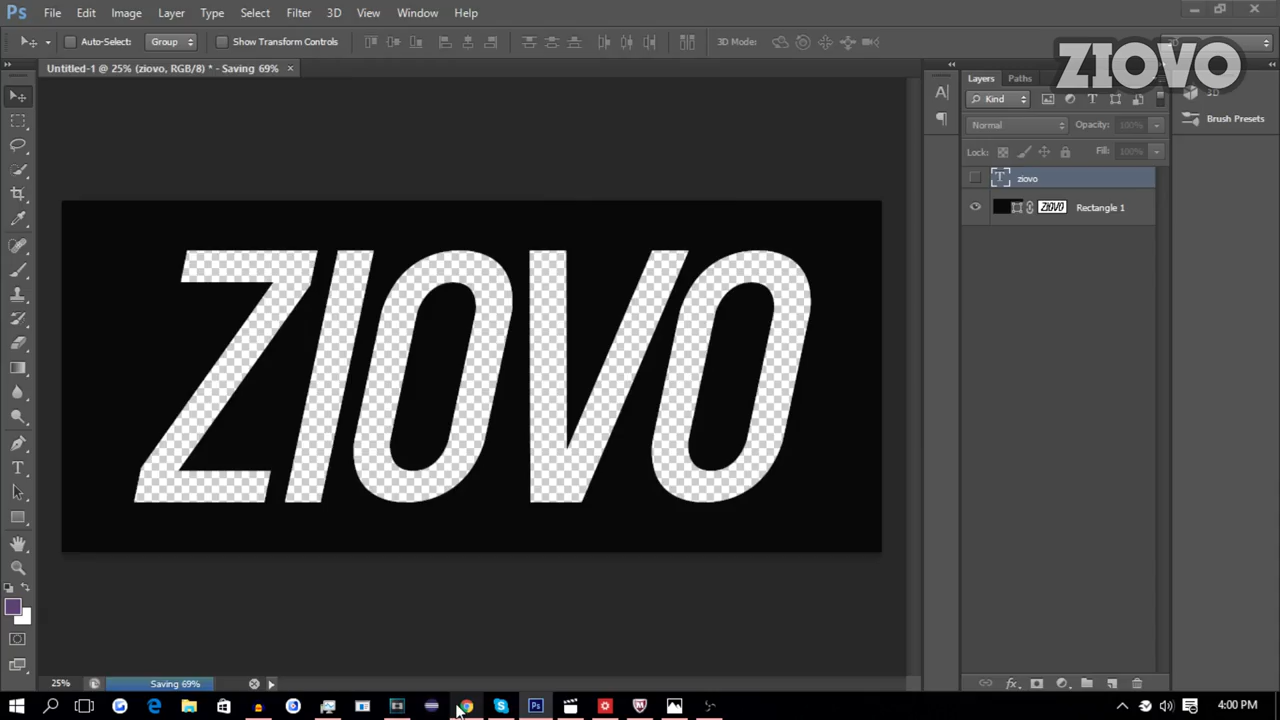 Ps File Edit Image Layer Type Select Filter 3D View Window Help
Auto-Select: Group Show Transform Controls 3D Mode:
ZIOVO
Untitled-1 @ 25% (ziovo, RGB/8) * - Saving 69% ×
Layers Paths
3D
Kind
Brush Presets
Normal Opacity: 100%
Lock: Fill: 100%
T ziovo
ZIOVO Rectangle 1
ZIOVO
25% Saving 69%
Ps 4:00 PM